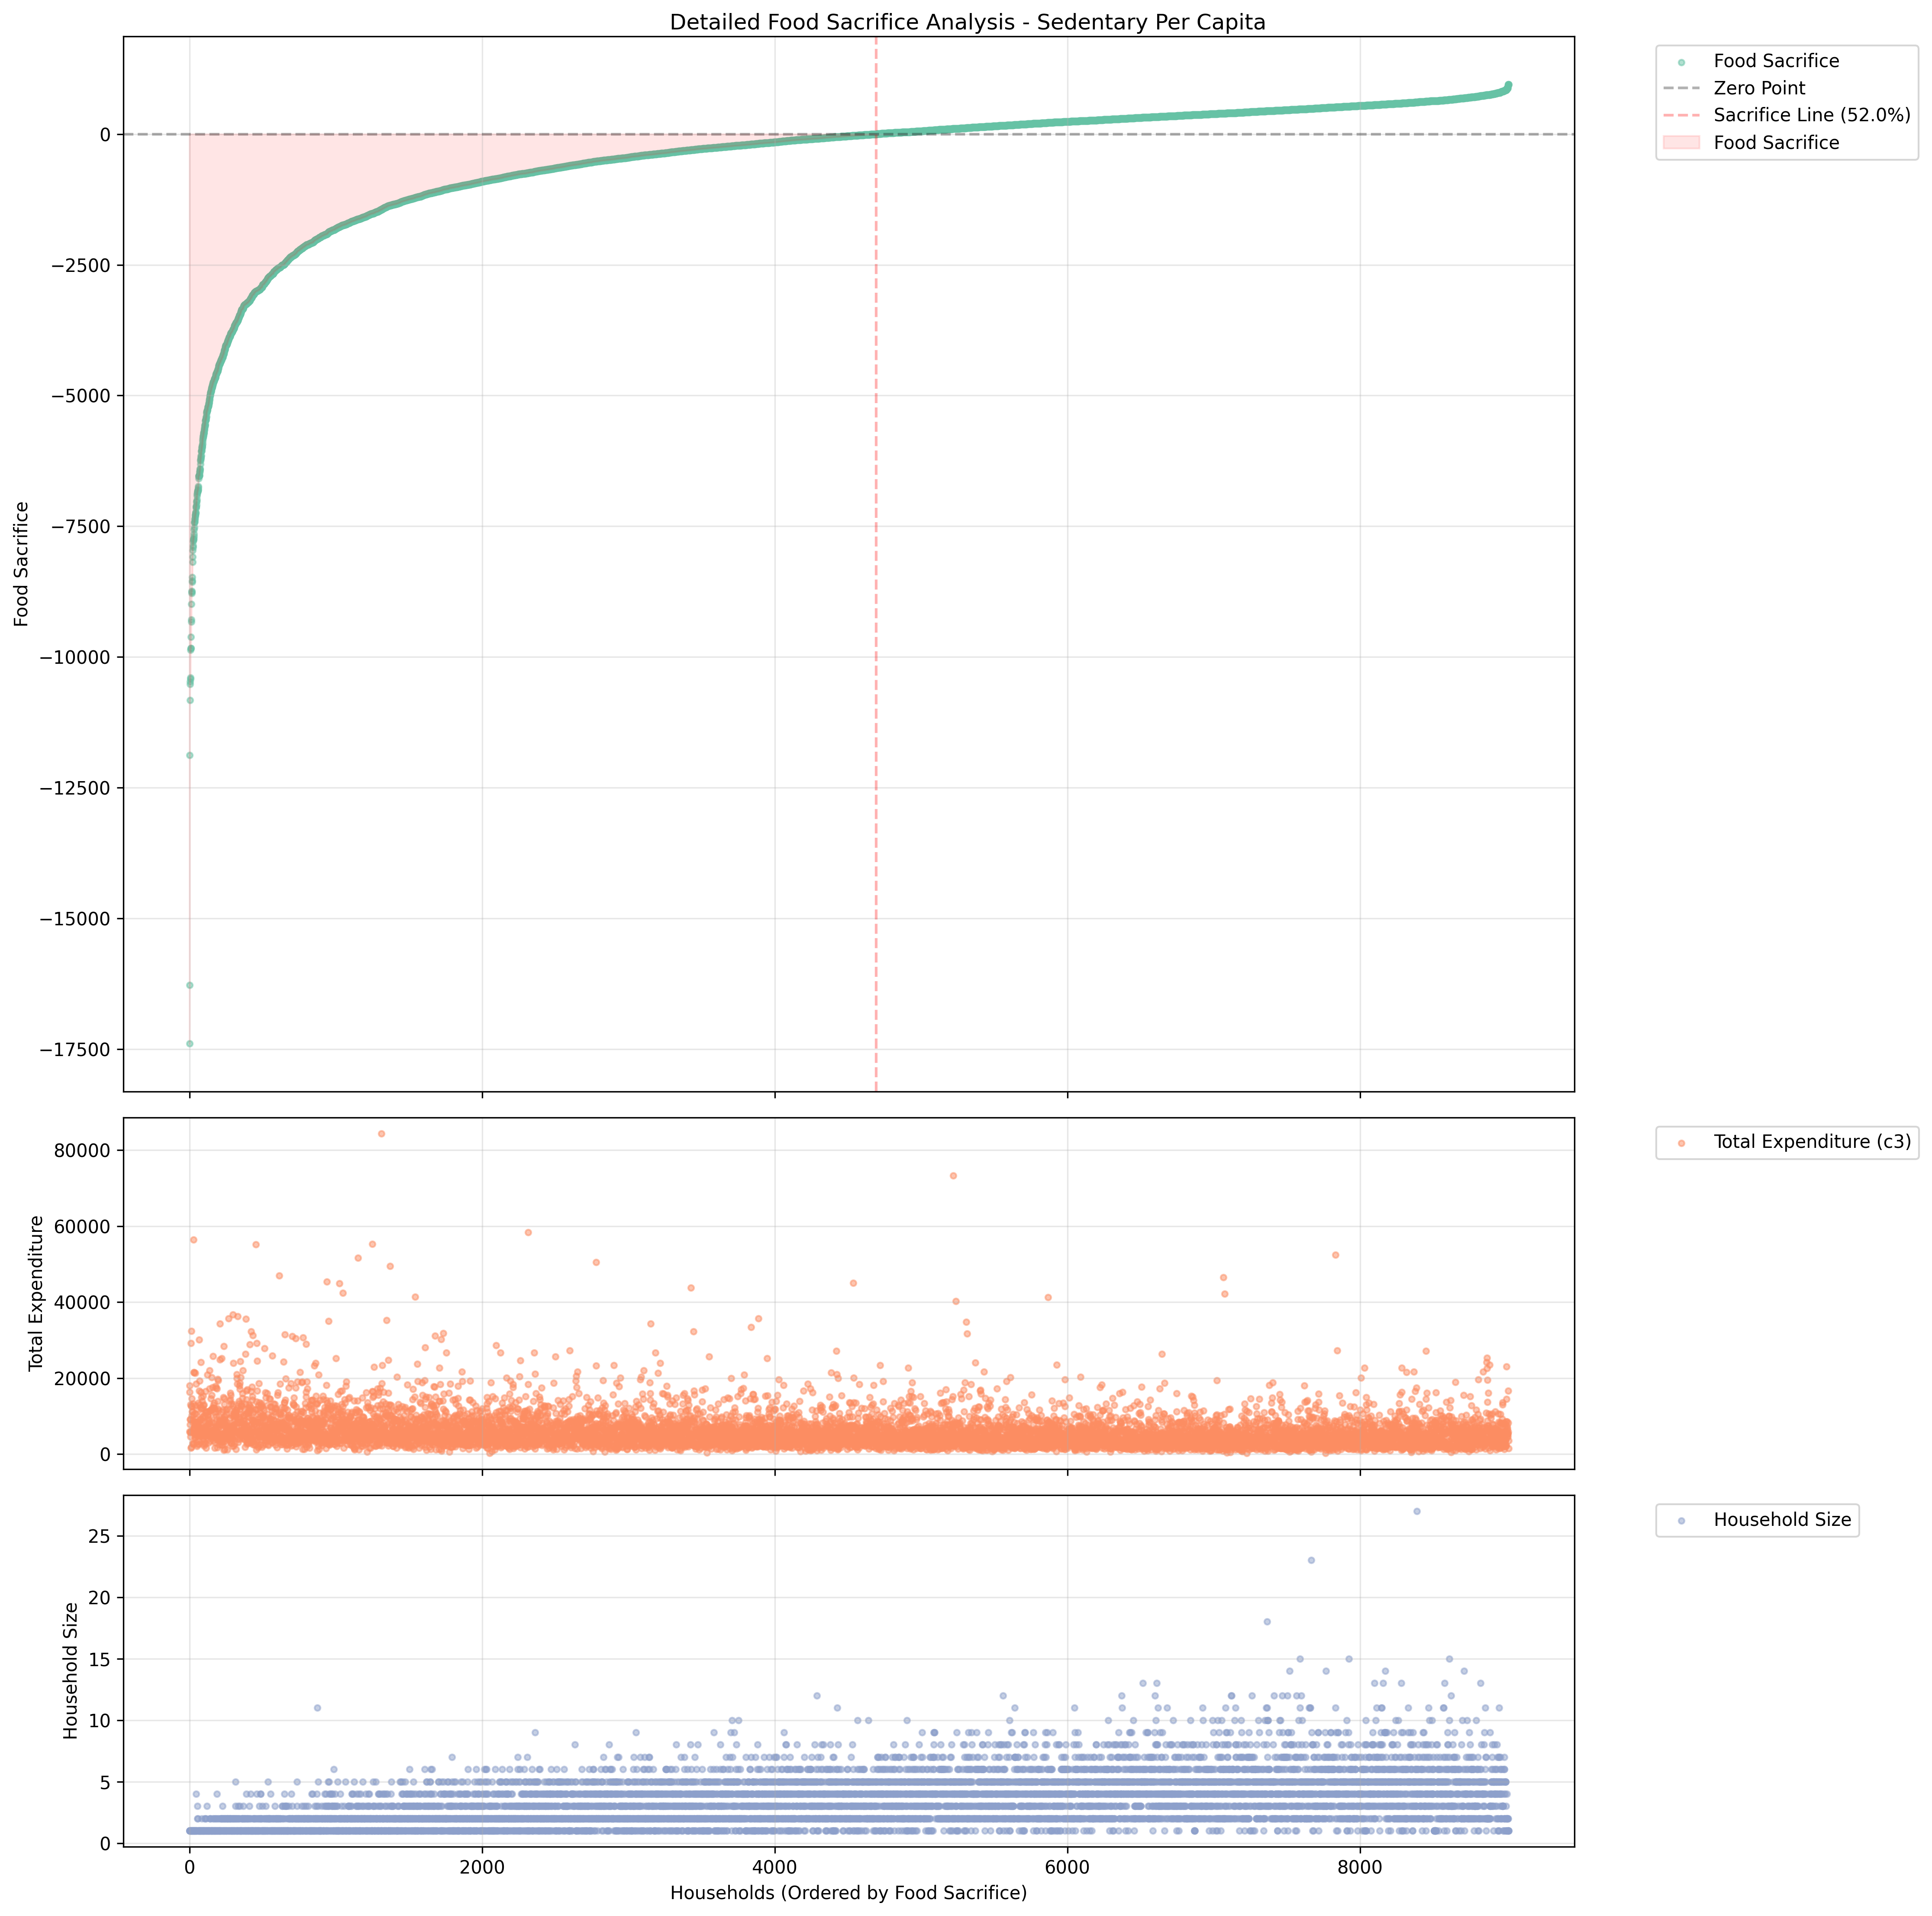 Detailed Food Sacrifice Analysis - Sedentary Per Capita
Food Sacrifice
0
−2500
−5000
−7500
−10000
−12500
−15000
−17500
Food Sacrifice
Zero Point
Sacrifice Line (52.0%)
Food Sacrifice
Total Expenditure
80000
60000
40000
20000
0
Total Expenditure (c3)
Household Size
25
20
15
10
5
0
Household Size
0 2000 4000 6000 8000
Households (Ordered by Food Sacrifice)